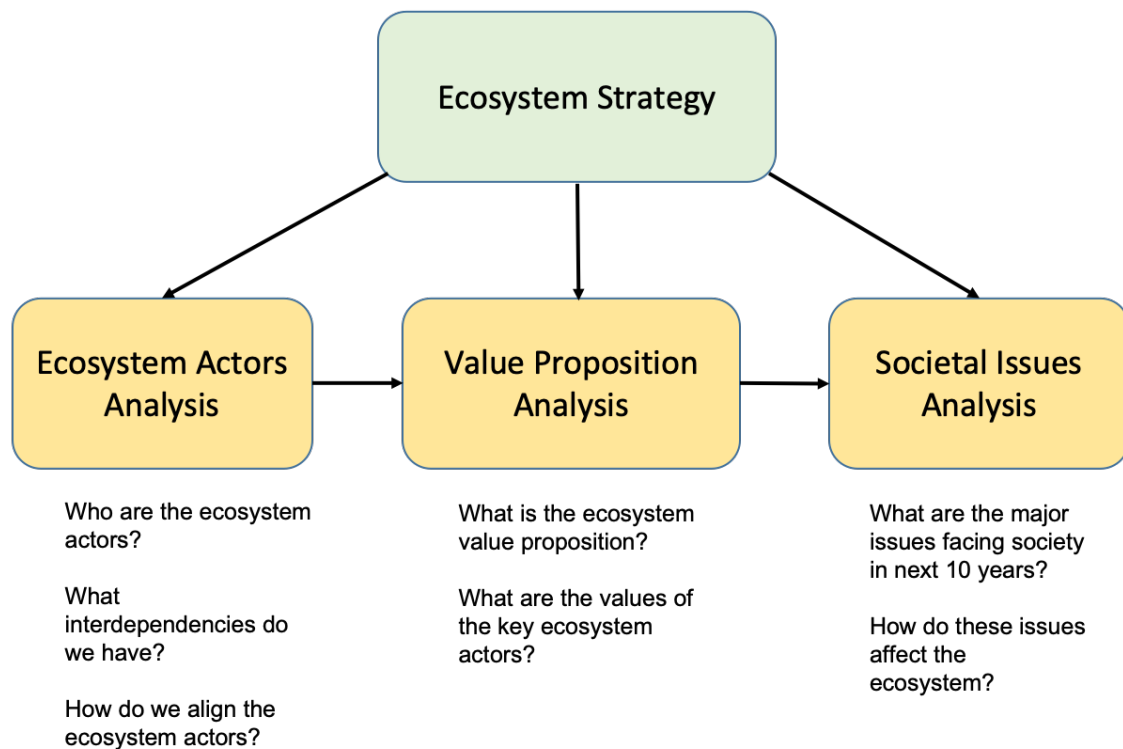 Ecosystem Strategy
Ecosystem Actors
Analysis
Value Proposition
Analysis
Societal Issues
Analysis
Who are the ecosystem
actors?
What
interdependencies do
we have?
How do we align the
ecosystem actors?
What is the ecosystem
value proposition?
What are the values of
the key ecosystem
actors?
What are the major
issues facing society
in next 10 years?
How do these issues
affect the
ecosystem?